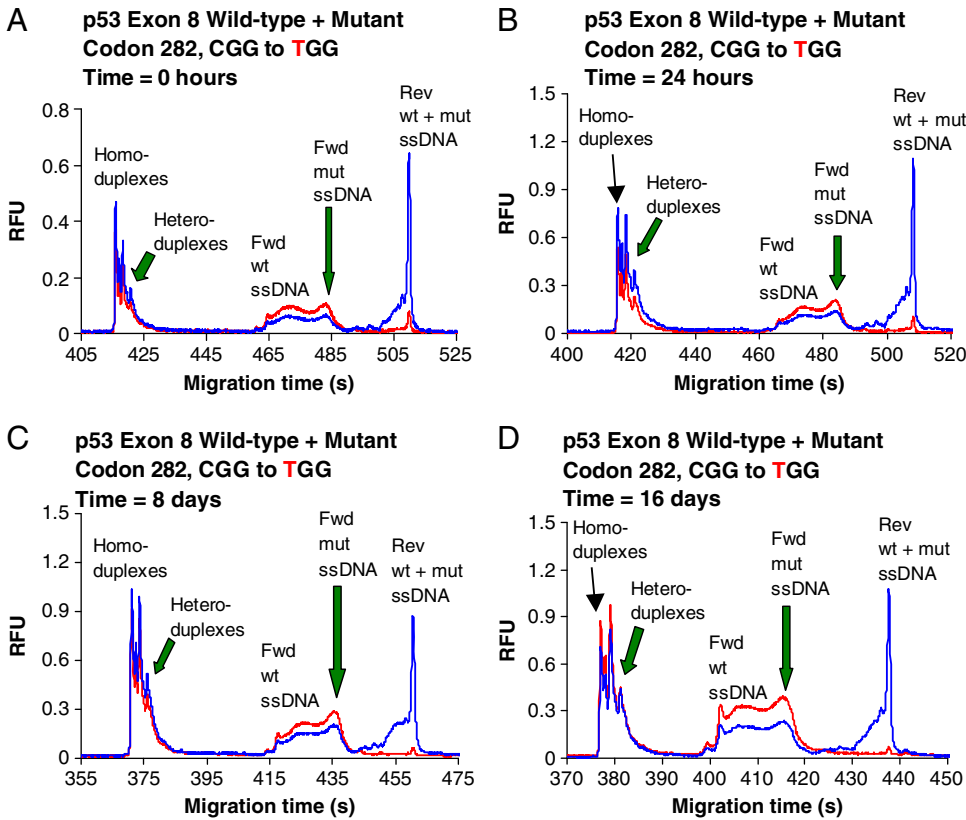 A
p53 Exon 8 Wild-type + Mutant
Codon 282, CGG to TGG
Time = 0 hours
RFU
0.8
0.6
0.4
0.2
0
Homo-
duplexes
Hetero-
duplexes
Fwd
wt
ssDNA
Fwd
mut
ssDNA
Rev
wt + mut
ssDNA
405 425 445 465 485 505 525
Migration time (s)
B
p53 Exon 8 Wild-type + Mutant
Codon 282, CGG to TGG
Time = 24 hours
RFU
1.5
1.2
0.9
0.6
0.3
0
Homo-
duplexes
Hetero-
duplexes
Fwd
wt
ssDNA
Fwd
mut
ssDNA
Rev
wt + mut
ssDNA
400 420 440 460 480 500 520
Migration time (s)
C
p53 Exon 8 Wild-type + Mutant
Codon 282, CGG to TGG
Time = 8 days
RFU
1.5
1.2
0.9
0.6
0.3
0
Homo-
duplexes
Hetero-
duplexes
Fwd
wt
ssDNA
Fwd
mut
ssDNA
Rev
wt + mut
ssDNA
355 375 395 415 435 455 475
Migration time (s)
D
p53 Exon 8 Wild-type + Mutant
Codon 282, CGG to TGG
Time = 16 days
RFU
1.5
1.2
0.9
0.6
0.3
0
Homo-
duplexes
Hetero-
duplexes
Fwd
wt
ssDNA
Fwd
mut
ssDNA
Rev
wt + mut
ssDNA
370 380 390 400 410 420 430 440 450
Migration time (s)